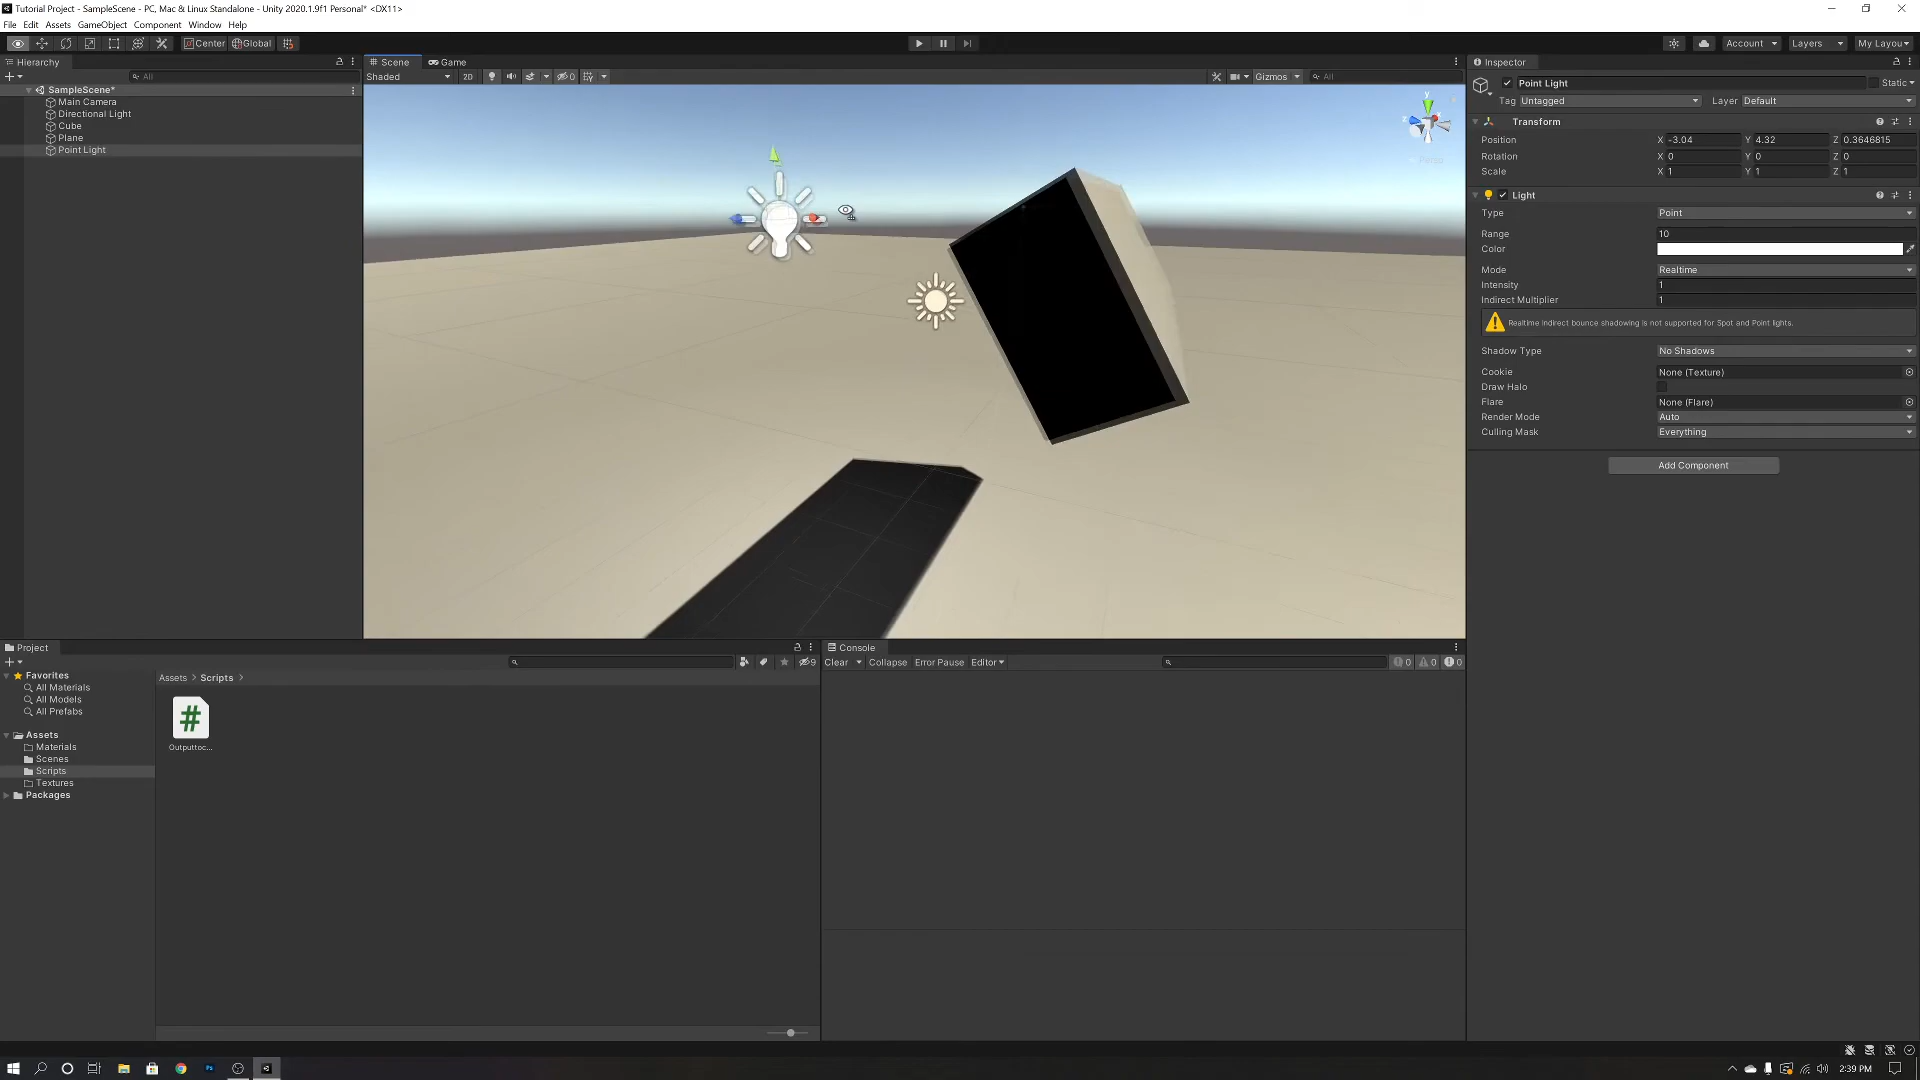 Tutorial Project - SampleScene - PC, Mac & Linux Standalone - Unity 2020.1.9f1 Personal* <DX11>
File Edit Assets GameObject Component Window Help
Center Global
Account Layers My Layou
Hierarchy
All
SampleScene*
Main Camera
Directional Light
Cube
Plane
Point Light
Scene Game
Shaded 2D 0 Gizmos All
y
Persp
Inspector
Point Light Static
Tag Untagged Layer Default
Transform
Position X -3.04 Y 4.32 Z 0.3646815
Rotation X 0 Y 0 Z 0
Scale X 1 Y 1 Z 1
Light
Type Point
Range 10
Color
Mode Realtime
Intensity 1
Indirect Multiplier 1
Realtime indirect bounce shadowing is not supported for Spot and Point lights.
Shadow Type No Shadows
Cookie None (Texture)
Draw Halo
Flare None (Flare)
Render Mode Auto
Culling Mask Everything
Add Component
Project
9
Favorites
All Materials
All Models
All Prefabs
Assets
Materials
Scenes
Scripts
Textures
Packages
Assets > Scripts >
#
Outputtoc...
Console
Clear Collapse Error Pause Editor 0 0 0
2:39 PM